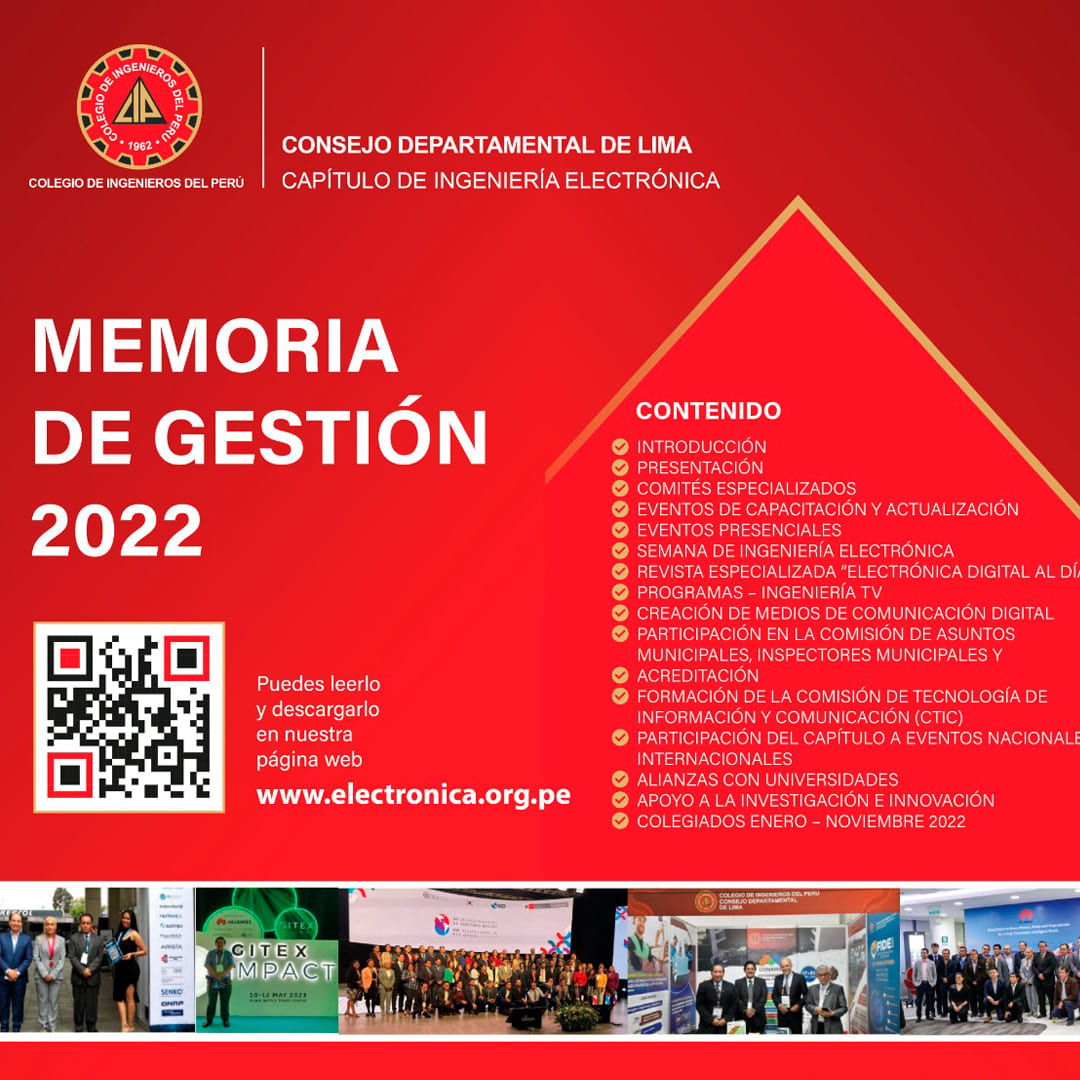 COLEGIO DE INGENIEROS DEL PERU
1962
COLEGIO DE INGENIEROS DEL PERÚ
CONSEJO DEPARTAMENTAL DE LIMA
CAPÍTULO DE INGENIERÍA ELECTRÓNICA
MEMORIA
DE GESTIÓN
2022
Puedes leerlo
y descargarlo
en nuestra
página web
www.electronica.org.pe
CONTENIDO
INTRODUCCIÓN
PRESENTACIÓN
COMITÉS ESPECIALIZADOS
EVENTOS DE CAPACITACIÓN Y ACTUALIZACIÓN
EVENTOS PRESENCIALES
SEMANA DE INGENIERÍA ELECTRÓNICA
REVISTA ESPECIALIZADA “ELECTRÓNICA DIGITAL AL DÍA
PROGRAMAS – INGENIERÍA TV
CREACIÓN DE MEDIOS DE COMUNICACIÓN DIGITAL
PARTICIPACIÓN EN LA COMISIÓN DE ASUNTOS
MUNICIPALES, INSPECTORES MUNICIPALES Y
ACREDITACIÓN
FORMACIÓN DE LA COMISIÓN DE TECNOLOGÍA DE
INFORMACIÓN Y COMUNICACIÓN (CTIC)
PARTICIPACIÓN DEL CAPÍTULO A EVENTOS NACIONALE
INTERNACIONALES
ALIANZAS CON UNIVERSIDADES
APOYO A LA INVESTIGACIÓN E INNOVACIÓN
COLEGIADOS ENERO – NOVIEMBRE 2022
HUAWEI
GITEX
GITEX
IMPACT
10-12 MAY 2023
COLEGIO DE INGENIEROS DEL PERÚ
CONSEJO DEPARTAMENTAL
DE LIMA
SENKO